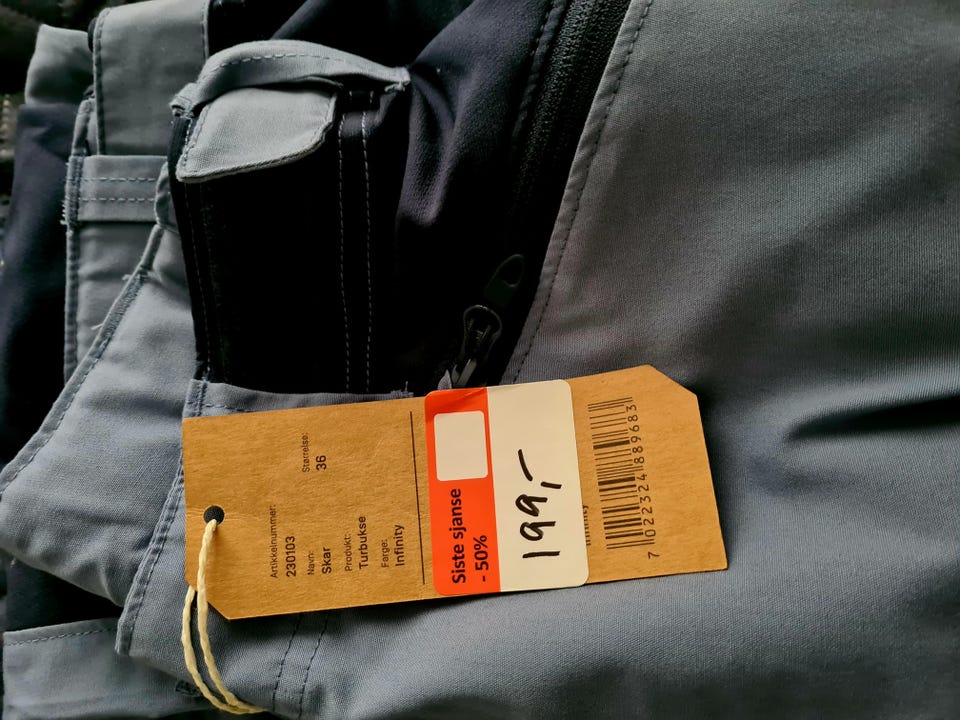 Artikkelnummer:
230103
Størrelse:
36
Navn:
Skar
Produkt:
Turbukse
Farge:
Infinity
Siste sjanse
- 50%
199,-
Infinity
7 022324 889683